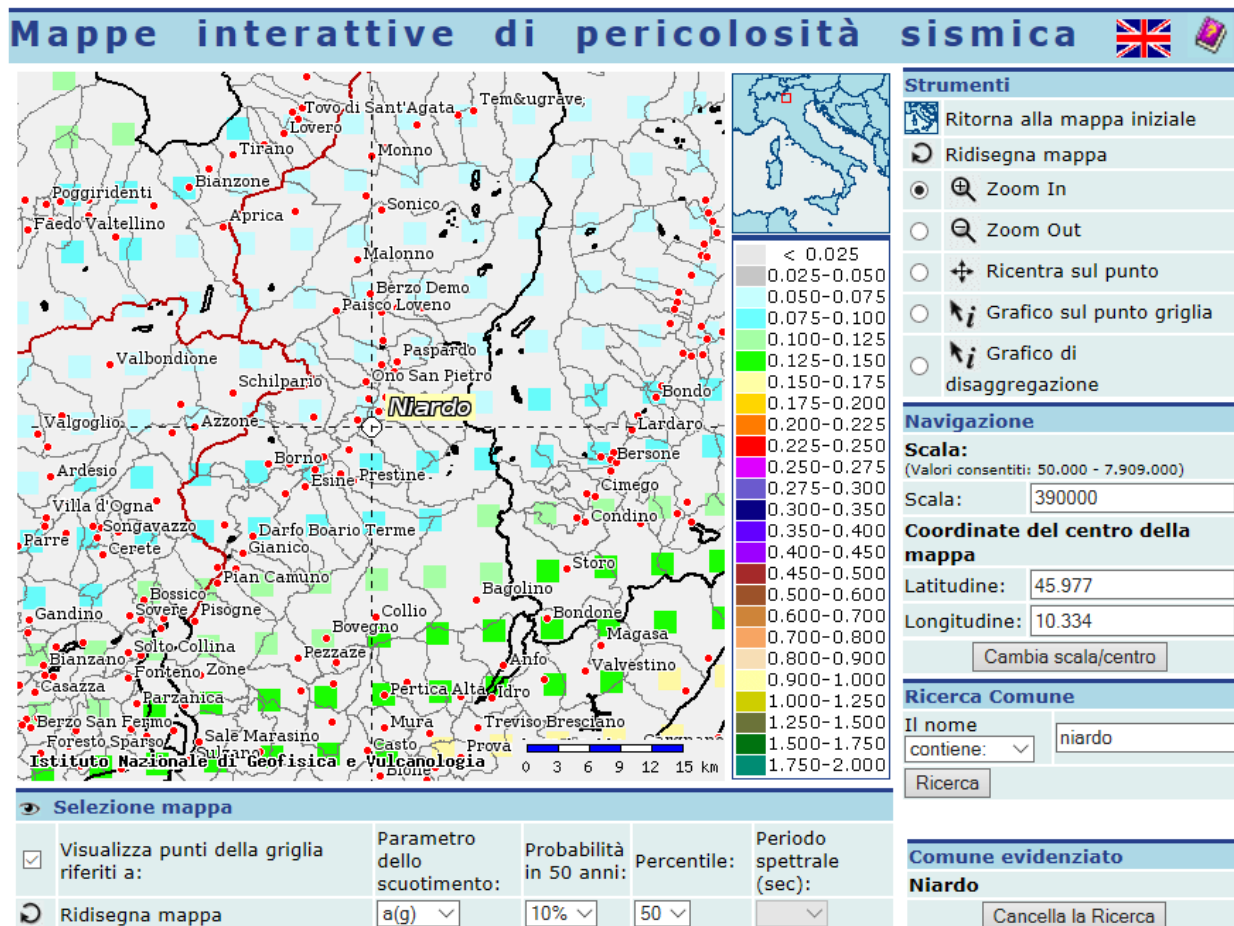 Mappe interattive di pericolosità sismica
Tovo di Sant'Agata
Tem&ugrave;
Lovero
Tirano
Monno
Bianzone
Poggiridenti
Sonico
Faedo Valtellino
Aprica
Malonno
Berzo Demo
Paisco Loveno
Valbondione
Paspardo
Ono San Pietro
Schilpario
Bondo
Niardo
Valgoglio
Azzone
Lardaro
Borno
Bersone
Ardesio
Esine
Prestine
Cimego
Villa d'Ogna
Songavazzo
Darfo Boario Terme
Condino
Parre
Cerete
Gianico
Storo
Pian Camuno
Bossico
Bagolino
Gandino
Sovere
Pisogne
Collio
Bondone
Bovegno
Magasa
Solto Collina
Bianzano
Pezzaze
Anfo
Valvestino
Fonteno
Zone
Casazza
Parzanica
Pertica Alta
Idro
Berzo San Fermo
Mura
Treviso Bresciano
Foresto Sparso
Sale Marasino
Casto
Prova
Sulzano
Istituto Nazionale di Geofisica e Vulcanologia
Bione
0 3 6 9 12 15 km
< 0.025
0.025-0.050
0.050-0.075
0.075-0.100
0.100-0.125
0.125-0.150
0.150-0.175
0.175-0.200
0.200-0.225
0.225-0.250
0.250-0.275
0.275-0.300
0.300-0.350
0.350-0.400
0.400-0.450
0.450-0.500
0.500-0.600
0.600-0.700
0.700-0.800
0.800-0.900
0.900-1.000
1.000-1.250
1.250-1.500
1.500-1.750
1.750-2.000
Strumenti
Ritorna alla mappa iniziale
Ridisegna mappa
Zoom In
Zoom Out
Ricentra sul punto
Grafico sul punto griglia
Grafico di
disaggregazione
Navigazione
Scala:
(Valori consentiti: 50.000 - 7.909.000)
Scala: 390000
Coordinate del centro della
mappa
Latitudine: 45.977
Longitudine: 10.334
Cambia scala/centro
Ricerca Comune
Il nome
contiene: niardo
Ricerca
Comune evidenziato
Niardo
Cancella la Ricerca
Selezione mappa
Visualizza punti della griglia
riferiti a:
Parametro
dello
scuotimento:
Probabilità
in 50 anni:
Percentile:
Periodo
spettrale
(sec):
Ridisegna mappa
a(g)
10%
50